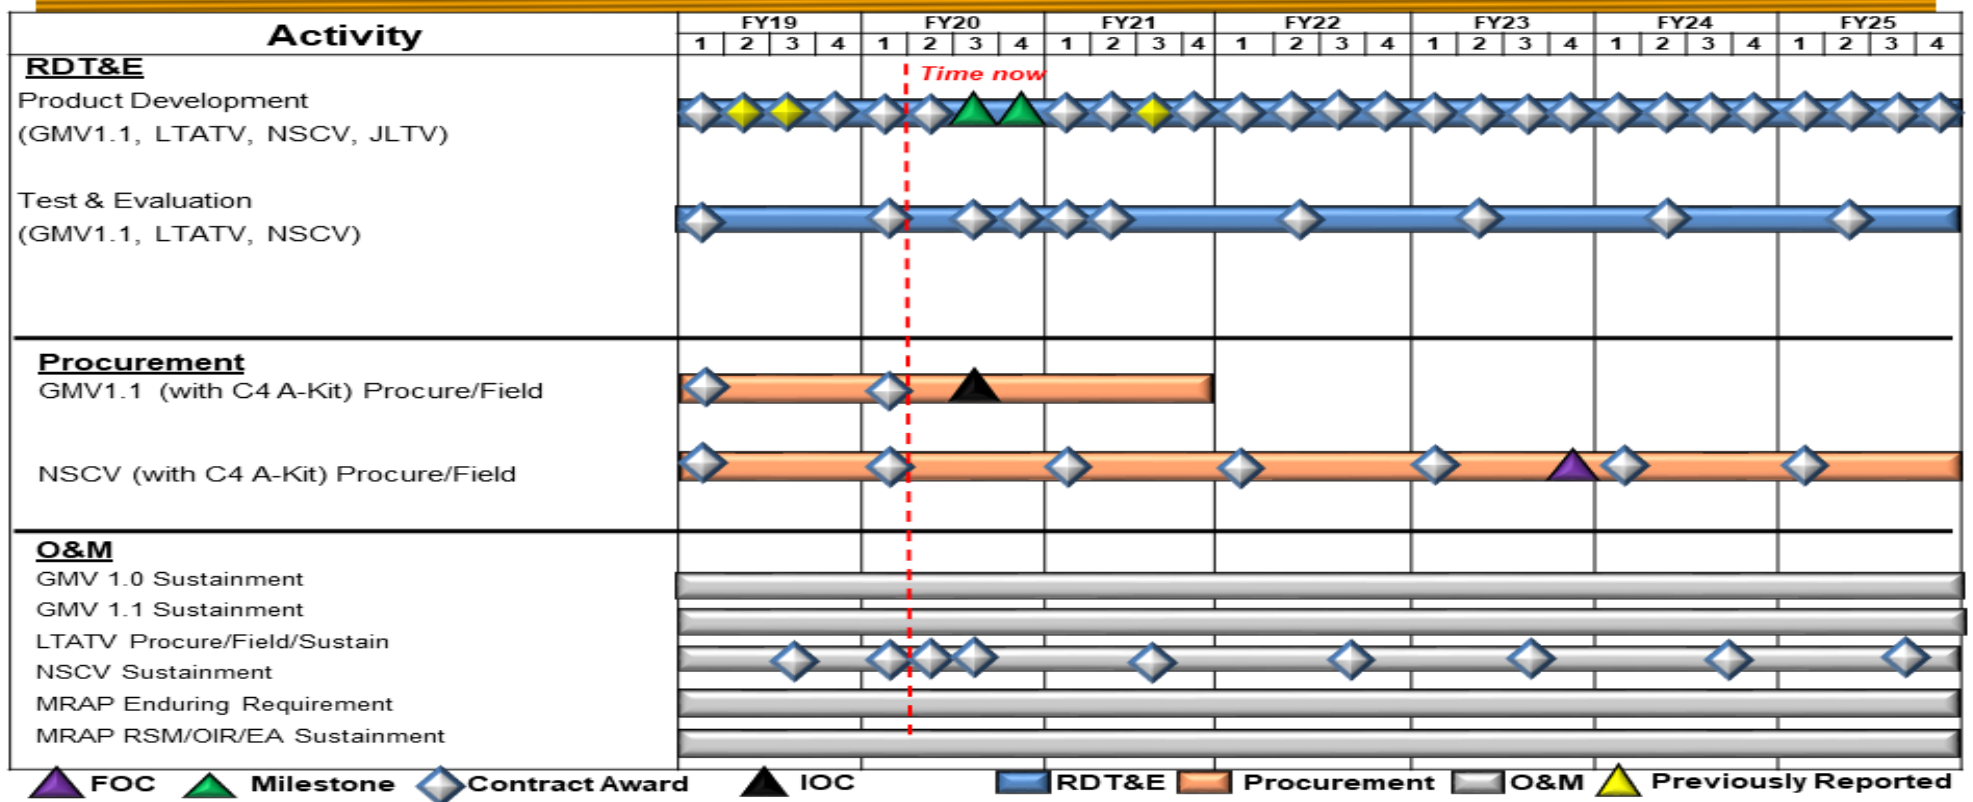 Activity
FY19 FY20 FY21 FY22 FY23 FY24 FY25
1 2 3 4 1 2 3 4 1 2 3 4 1 2 3 4 1 2 3 4 1 2 3 4 1 2 3 4
RDT&E
Time now
Product Development
(GMV1.1, LTATV, NSCV, JLTV)
Test & Evaluation
(GMV1.1, LTATV, NSCV)
Procurement
GMV1.1 (with C4 A-Kit) Procure/Field
NSCV (with C4 A-Kit) Procure/Field
O&M
GMV 1.0 Sustainment
GMV 1.1 Sustainment
LTATV Procure/Field/Sustain
NSCV Sustainment
MRAP Enduring Requirement
MRAP RSM/OIR/EA Sustainment
FOC Milestone Contract Award IOC RDT&E Procurement O&M Previously Reported